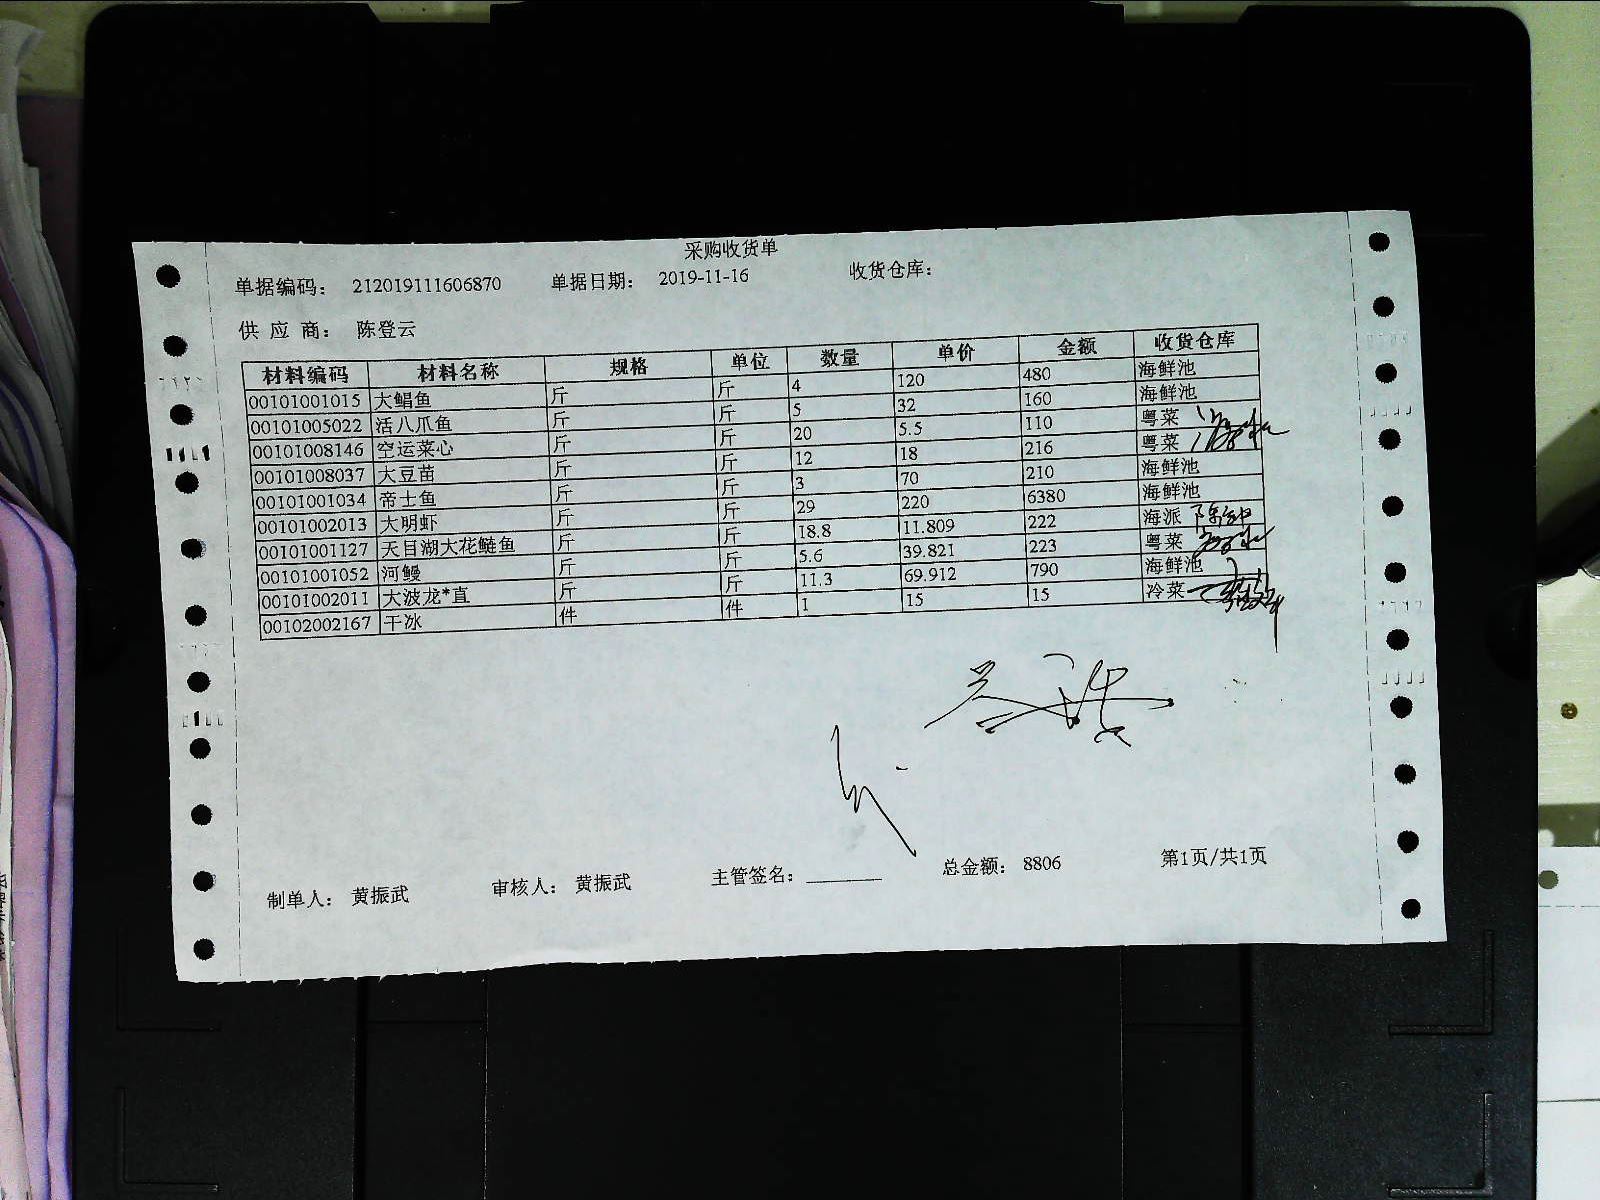 采购收货单
单据编码： 212019111606870 单据日期： 2019-11-16 收货仓库：
供 应 商： 陈登云
材料编码 材料名称 规格 单位 数量 单价 金额 收货仓库
00101001015 大鲳鱼 斤 斤 4 120 480 海鲜池
00101005022 活八爪鱼 斤 斤 5 32 160 海鲜池
00101008146 空运菜心 斤 斤 20 5.5 110 粤菜
00101008037 大豆苗 斤 斤 12 18 216 粤菜
00101001034 帝士鱼 斤 斤 3 70 210 海鲜池
00101002013 大明虾 斤 斤 29 220 6380 海鲜池
00101001127 天目湖大花鲢鱼 斤 斤 18.8 11.809 222 海派
00101001052 河鳗 斤 斤 5.6 39.821 223 粤菜
00101002011 大波龙*直 斤 斤 11.3 69.912 790 海鲜池
00102002167 干冰 件 件 1 15 15 冷菜
制单人： 黄振武 审核人： 黄振武 主管签名： 总金额： 8806 第1页/共1页